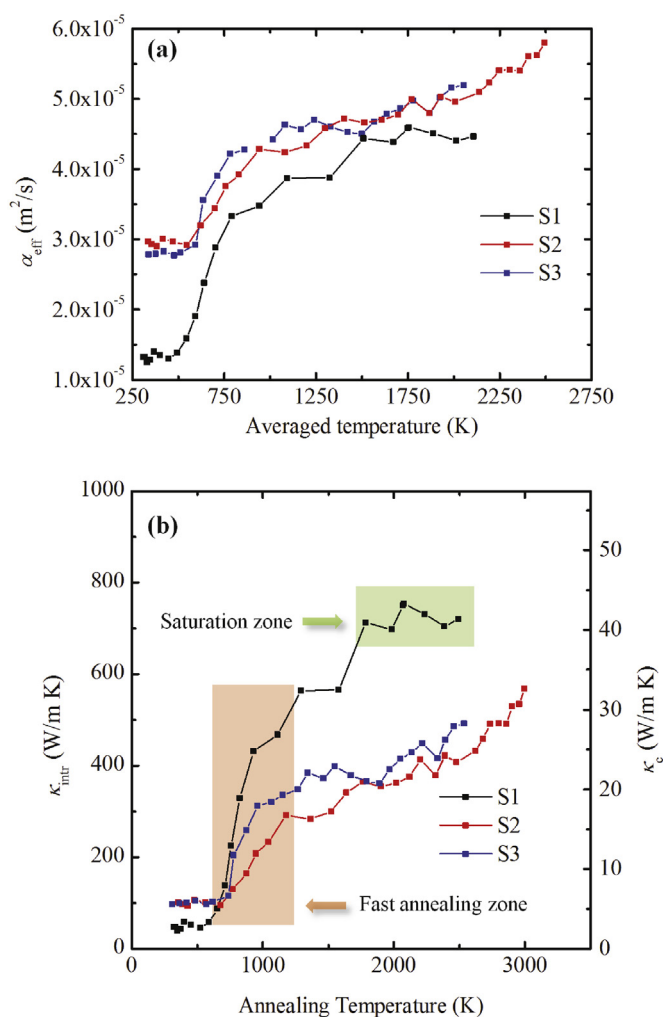 (a)
6.0x10⁻⁵
5.0x10⁻⁵
4.0x10⁻⁵
3.0x10⁻⁵
2.0x10⁻⁵
1.0x10⁻⁵
α_eff (m²/s)
S1
S2
S3
250 750 1250 1750 2250 2750
Averaged temperature (K)
(b)
1000
800
600
400
200
0
κ_intr (W/m K)
50
40
30
20
10
0
κ_c (W/m K)
Saturation zone
S1
S2
S3
Fast annealing zone
0 1000 2000 3000
Annealing Temperature (K)